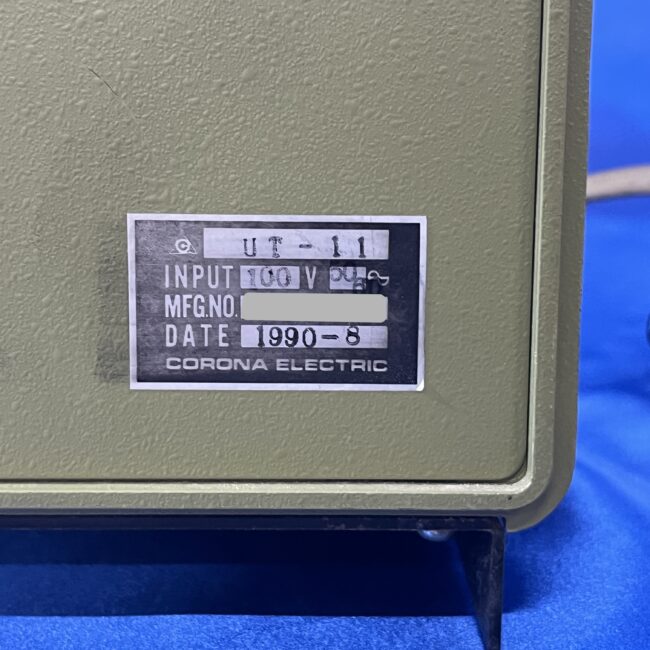 C UT-11
INPUT 100 V 50 60
MFG.NO.
DATE 1990-8
CORONA ELECTRIC